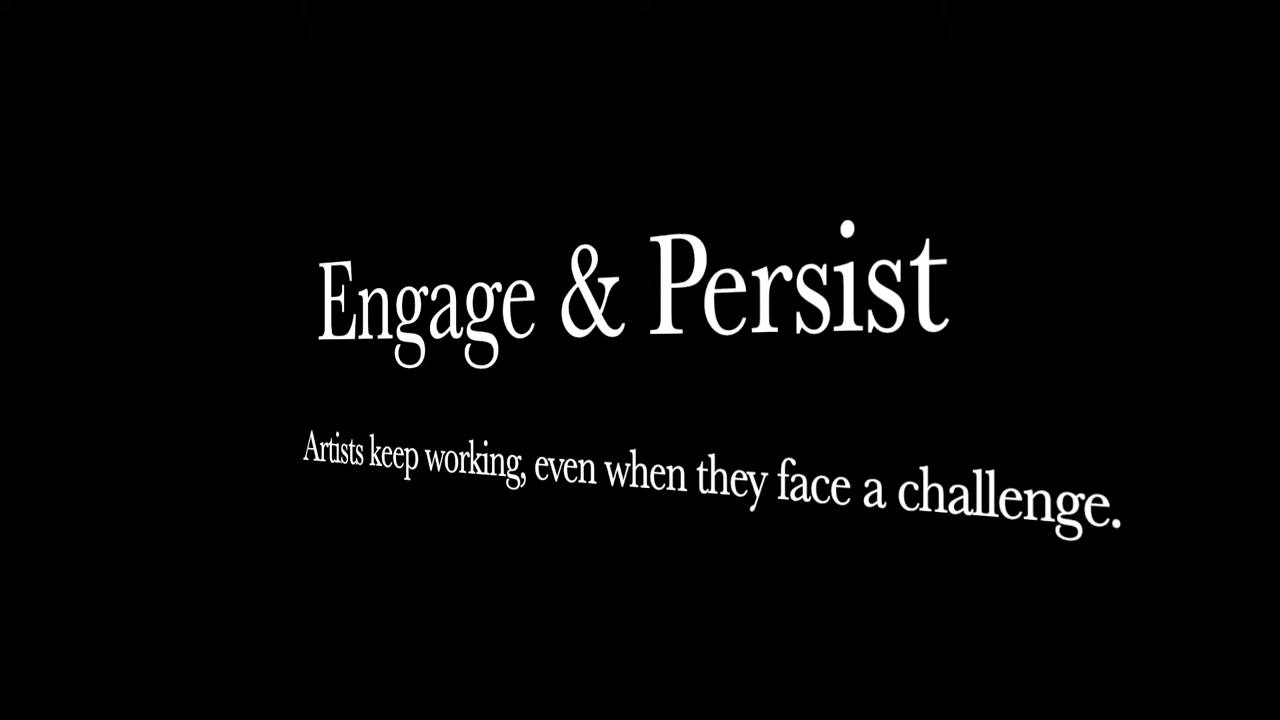 Engage & Persist
Artists keep working, even when they face a challenge.